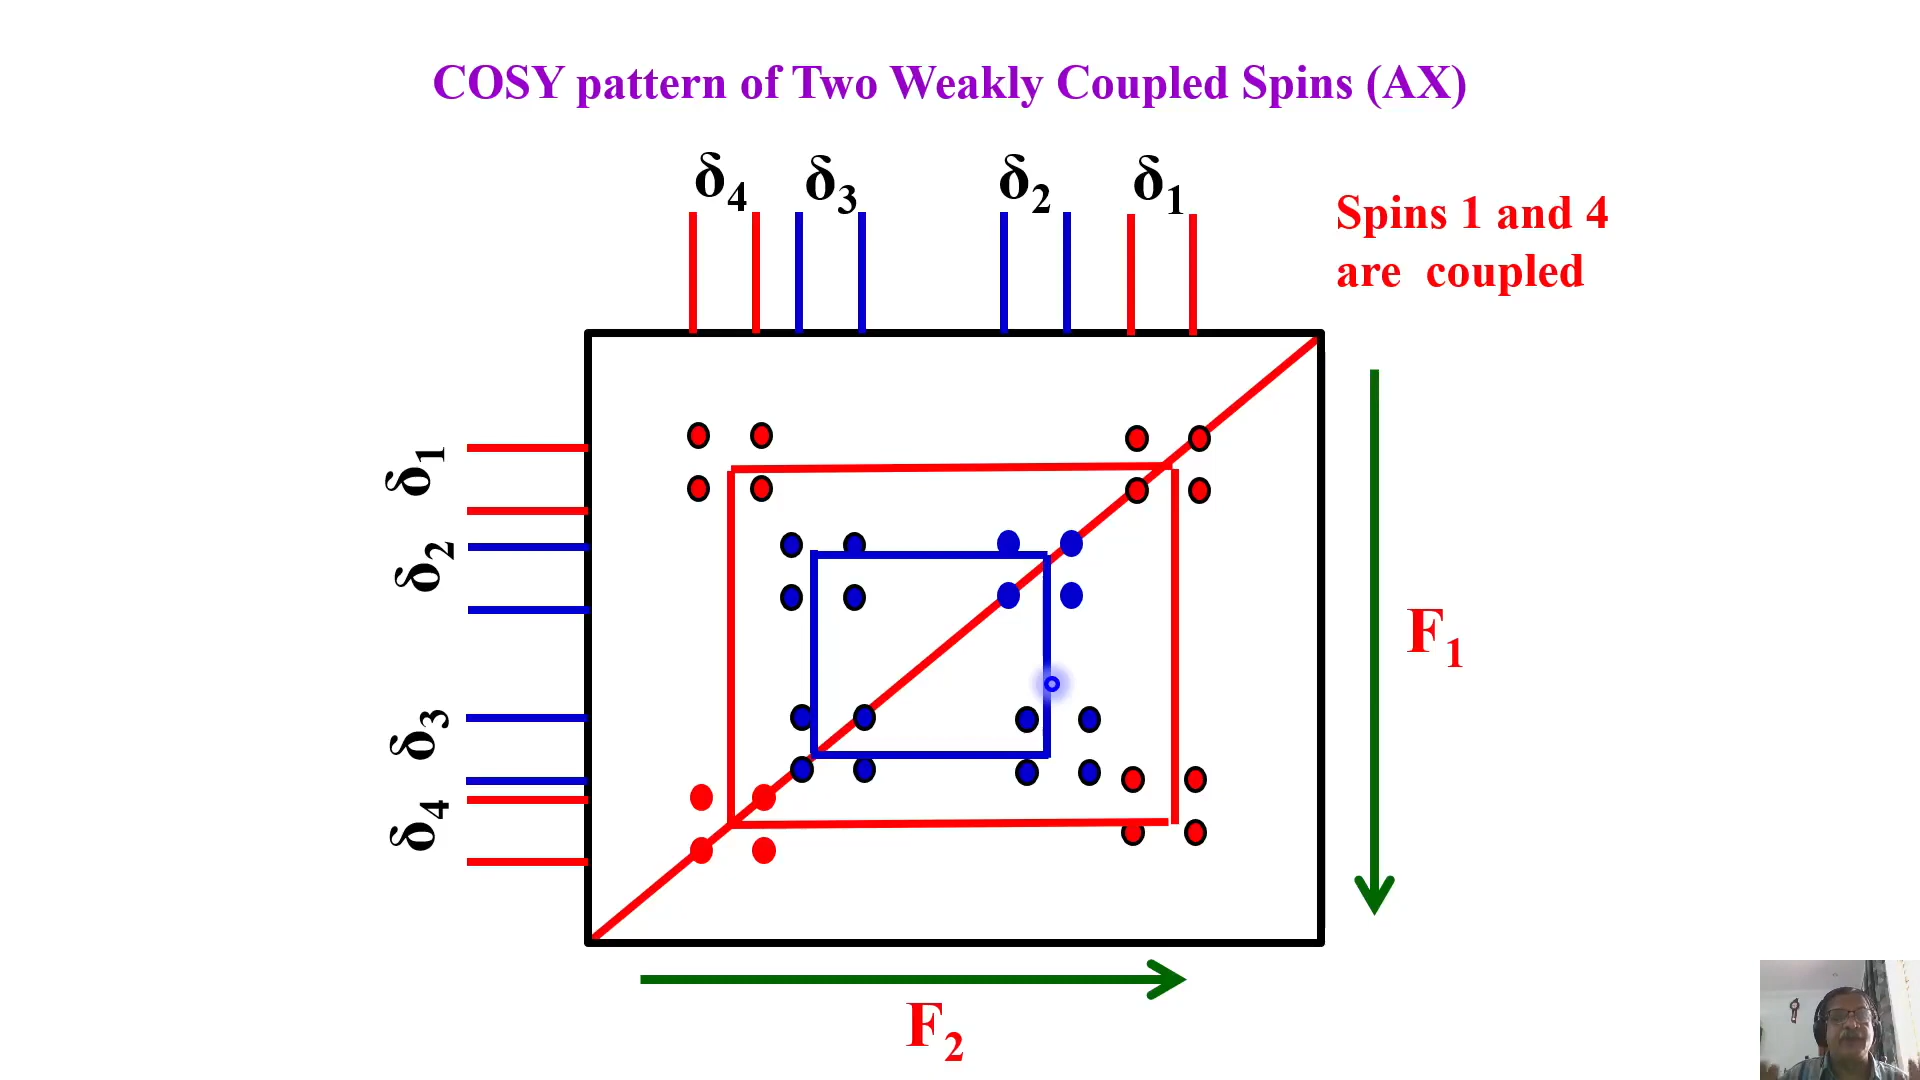 COSY pattern of Two Weakly Coupled Spins (AX)
δ4 δ3 δ2 δ1
Spins 1 and 4
are coupled
δ1
δ2
δ3
δ4
F1
F2